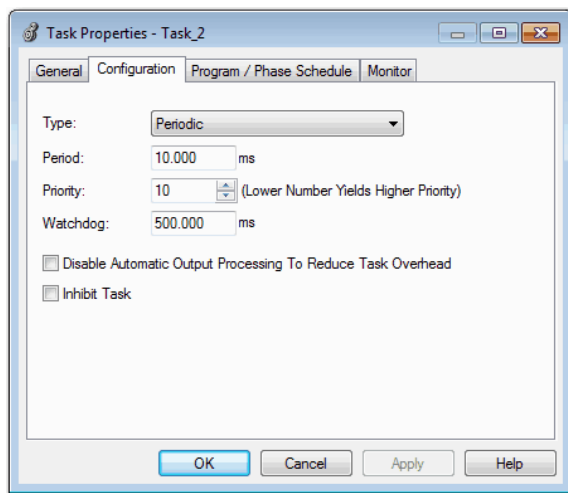 Task Properties - Task_2
General Configuration Program / Phase Schedule Monitor
Type: Periodic
Period: 10.000 ms
Priority: 10 (Lower Number Yields Higher Priority)
Watchdog: 500.000 ms
Disable Automatic Output Processing To Reduce Task Overhead
Inhibit Task
OK Cancel Apply Help